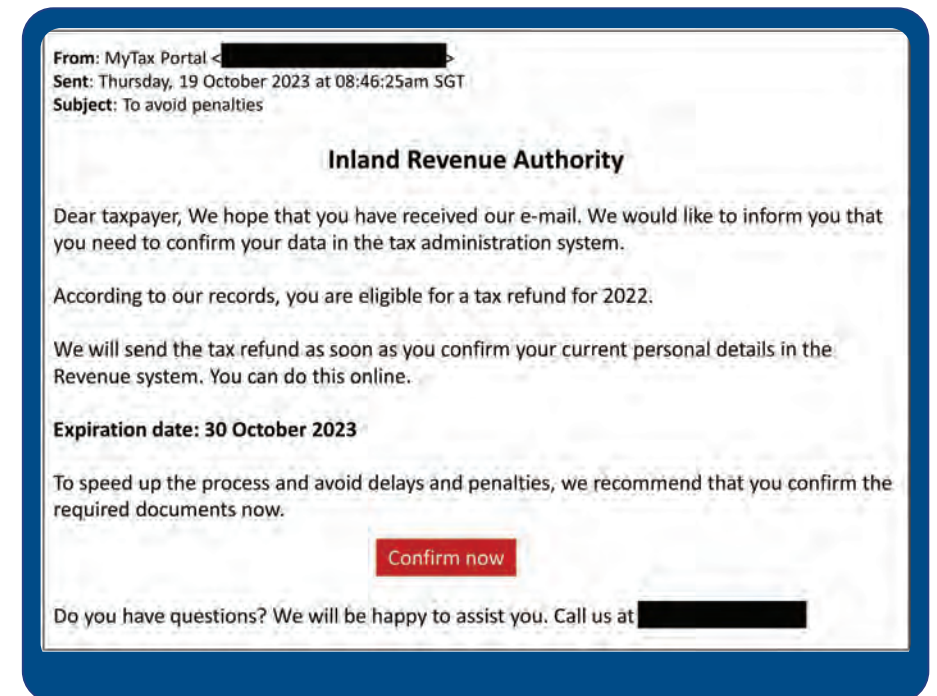 From: MyTax Portal < >
Sent: Thursday, 19 October 2023 at 08:46:25am SGT
Subject: To avoid penalties
Inland Revenue Authority
Dear taxpayer, We hope that you have received our e-mail. We would like to inform you that
you need to confirm your data in the tax administration system.
According to our records, you are eligible for a tax refund for 2022.
We will send the tax refund as soon as you confirm your current personal details in the
Revenue system. You can do this online.
Expiration date: 30 October 2023
To speed up the process and avoid delays and penalties, we recommend that you confirm the
required documents now.
Confirm now
Do you have questions? We will be happy to assist you. Call us at